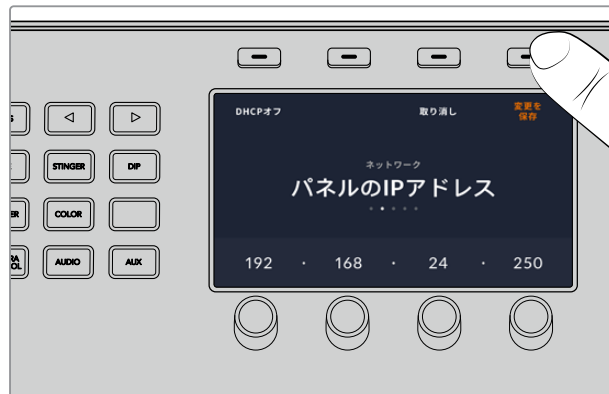 DHCPオフ
取り消し
変更を
保存
ネットワーク
パネルのIPアドレス
192 · 168 · 24 · 250
STINGER
DIP
COLOR
AUDIO
AUX